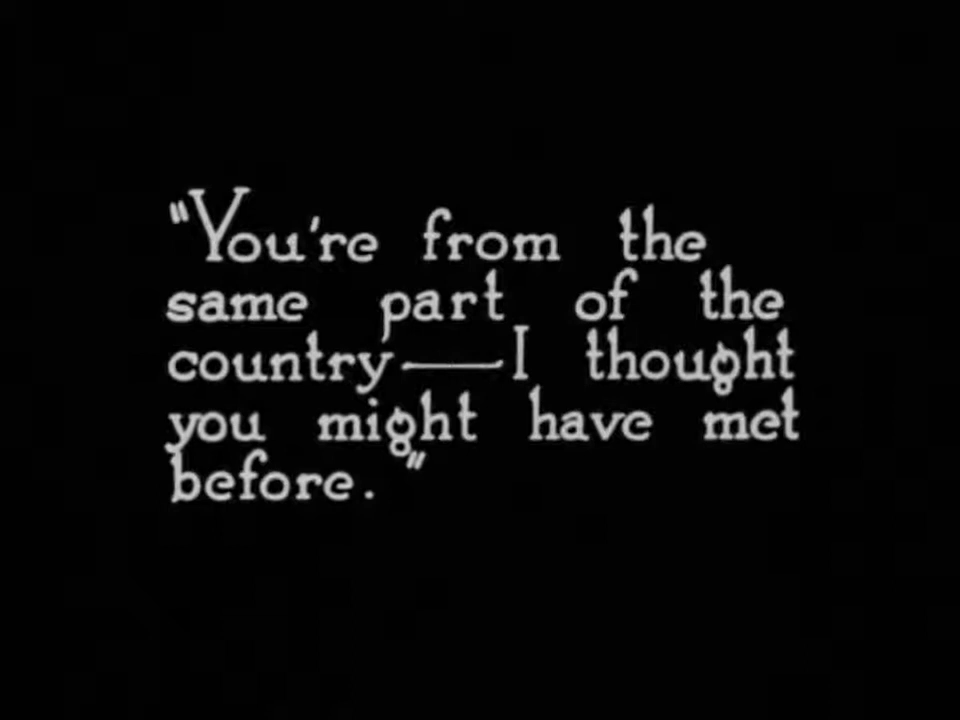 "You're from the
same part of the
country—I thought
you might have met
before."